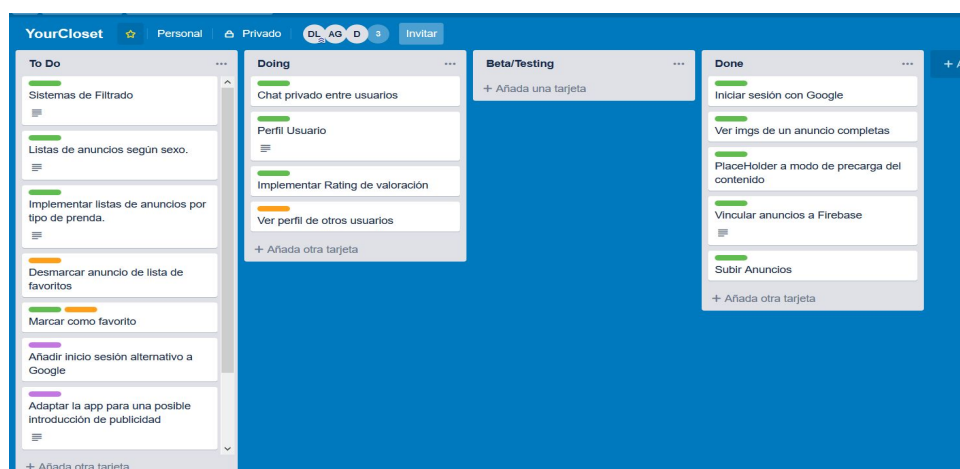 YourCloset
Personal
Privado
DL
AG
D
3
Invitar
To Do
Sistemas de Filtrado
Listas de anuncios según sexo.
Implementar listas de anuncios por
tipo de prenda.
Desmarcar anuncio de lista de
favoritos
Marcar como favorito
Añadir inicio sesión alternativo a
Google
Adaptar la app para una posible
introducción de publicidad
+ Añada otra tarjeta
Doing
Chat privado entre usuarios
Perfil Usuario
Implementar Rating de valoración
Ver perfil de otros usuarios
+ Añada otra tarjeta
Beta/Testing
+ Añada una tarjeta
Done
Iniciar sesión con Google
Ver imgs de un anuncio completas
PlaceHolder a modo de precarga del
contenido
Vincular anuncios a Firebase
Subir Anuncios
+ Añada otra tarjeta